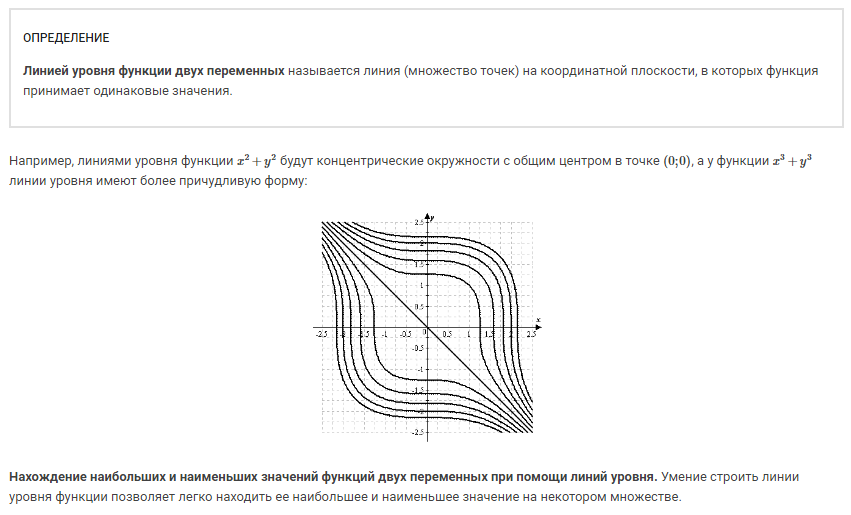 ОПРЕДЕЛЕНИЕ
Линией уровня функции двух переменных называется линия (множество точек) на координатной плоскости, в которых функция
принимает одинаковые значения.
Например, линиями уровня функции x² + y² будут концентрические окружности с общим центром в точке (0;0), а у функции x³ + y³
линии уровня имеют более причудливую форму:
y
2.5
2
1.5
1
0.5
x
-2.5 -1.5 -1 -0.5 0 0.5 1 1.5 2 2.5
-0.5
-1
-1.5
-2
-2.5
Нахождение наибольших и наименьших значений функций двух переменных при помощи линий уровня. Умение строить линии
уровня функции позволяет легко находить ее наибольшее и наименьшее значение на некотором множестве.